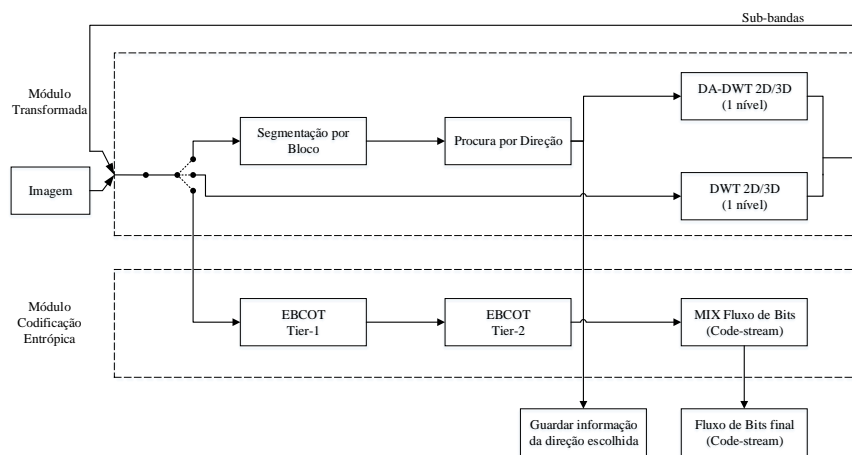 Sub-bandas
Módulo
Transformada
DA-DWT 2D/3D
(1 nível)
Segmentação por
Bloco
Procura por Direção
Imagem
DWT 2D/3D
(1 nível)
Módulo
Codificação
Entrópica
EBCOT
Tier-1
EBCOT
Tier-2
MIX Fluxo de Bits
(Code-stream)
Guardar informação
da direção escolhida
Fluxo de Bits final
(Code-stream)